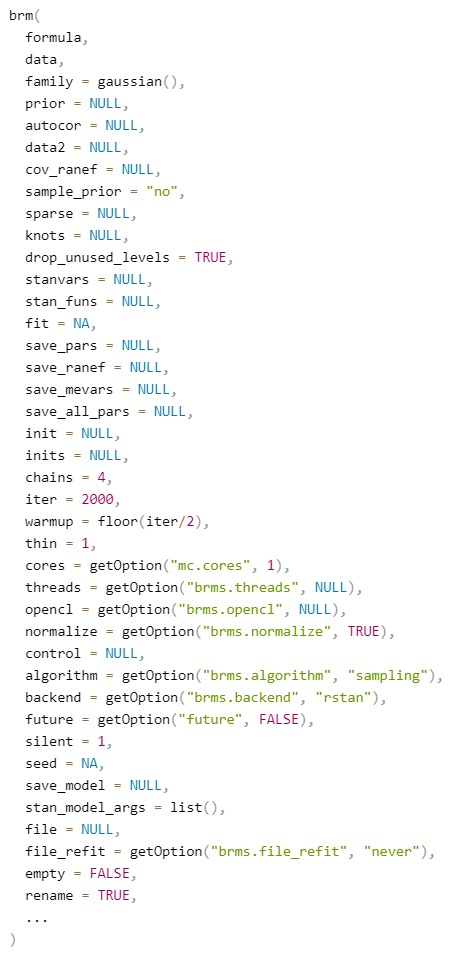 brm(
  formula,
  data,
  family = gaussian(),
  prior = NULL,
  autocor = NULL,
  data2 = NULL,
  cov_ranef = NULL,
  sample_prior = "no",
  sparse = NULL,
  knots = NULL,
  drop_unused_levels = TRUE,
  stanvars = NULL,
  stan_funs = NULL,
  fit = NA,
  save_pars = NULL,
  save_ranef = NULL,
  save_mevars = NULL,
  save_all_pars = NULL,
  init = NULL,
  inits = NULL,
  chains = 4,
  iter = 2000,
  warmup = floor(iter/2),
  thin = 1,
  cores = getOption("mc.cores", 1),
  threads = getOption("brms.threads", NULL),
  opencl = getOption("brms.opencl", NULL),
  normalize = getOption("brms.normalize", TRUE),
  control = NULL,
  algorithm = getOption("brms.algorithm", "sampling"),
  backend = getOption("brms.backend", "rstan"),
  future = getOption("future", FALSE),
  silent = 1,
  seed = NA,
  save_model = NULL,
  stan_model_args = list(),
  file = NULL,
  file_refit = getOption("brms.file_refit", "never"),
  empty = FALSE,
  rename = TRUE,
  ...
)